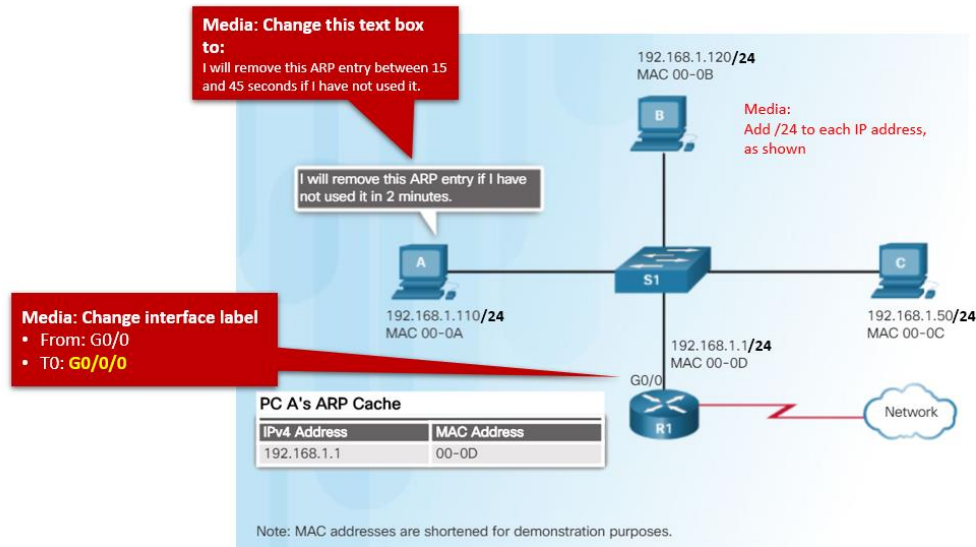 Media: Change this text box
to:
I will remove this ARP entry between 15
and 45 seconds if I have not used it.
192.168.1.120/24
MAC 00-0B
B
Media:
Add /24 to each IP address,
as shown
I will remove this ARP entry if I have
not used it in 2 minutes.
A
S1
C
192.168.1.110/24
MAC 00-0A
192.168.1.50/24
MAC 00-0C
Media: Change interface label
• From: G0/0
• T0: G0/0/0
192.168.1.1/24
MAC 00-0D
G0/0
R1
Network
PC A's ARP Cache
IPv4 Address MAC Address
192.168.1.1 00-0D
Note: MAC addresses are shortened for demonstration purposes.